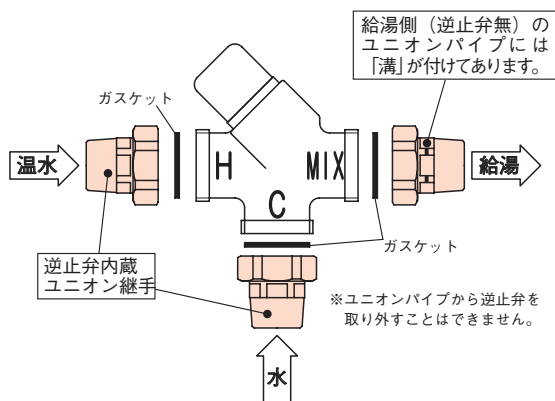 給湯側（逆止弁無）の
ユニオンパイプには
「溝」が付けてあります。
ガスケット
温水
H
MIX
給湯
C
ガスケット
逆止弁内蔵
ユニオン継手
※ユニオンパイプから逆止弁を
取り外すことはできません。
水